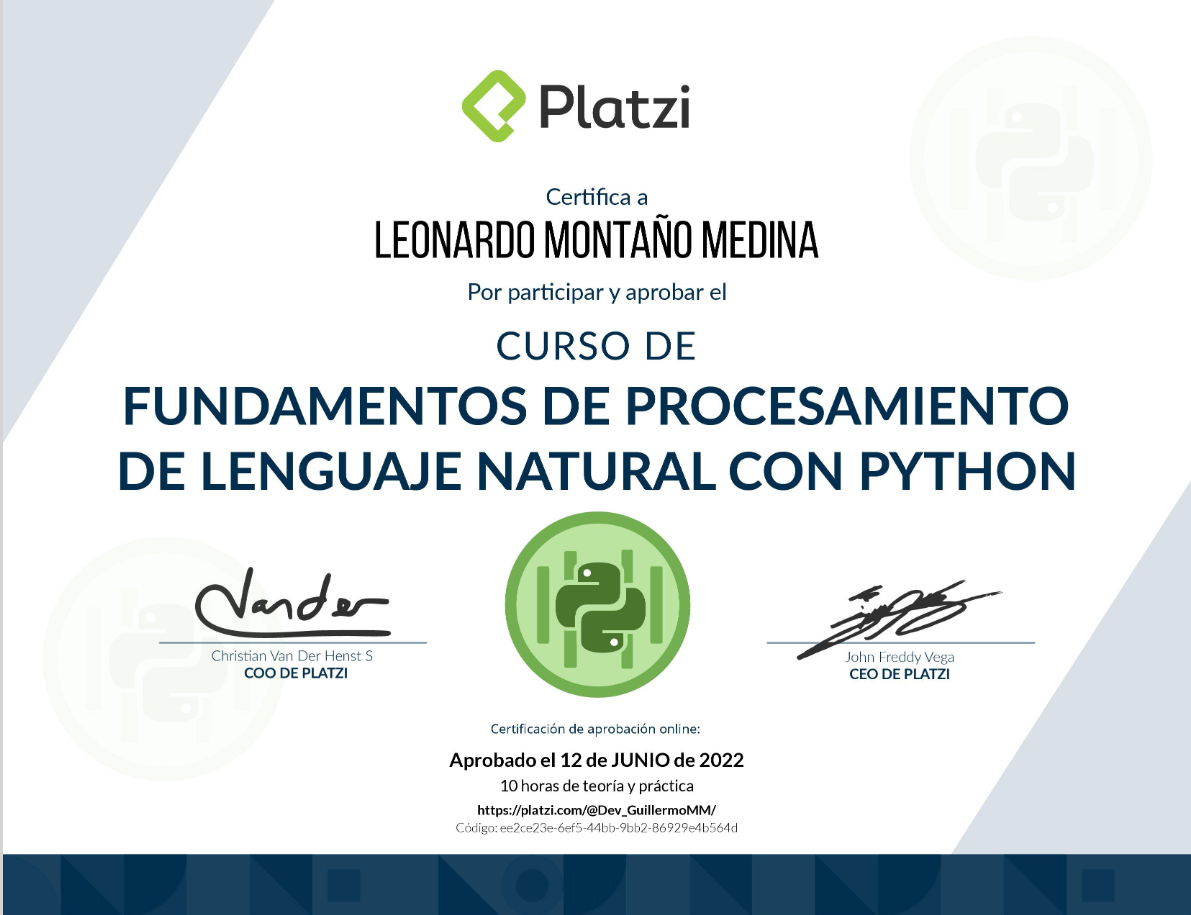 Platzi
Certifica a
LEONARDO MONTAÑO MEDINA
Por participar y aprobar el
CURSO DE
FUNDAMENTOS DE PROCESAMIENTO
DE LENGUAJE NATURAL CON PYTHON
Vander
Christian Van Der Henst S
COO DE PLATZI
John Freddy Vega
CEO DE PLATZI
Certificación de aprobación online:
Aprobado el 12 de JUNIO de 2022
10 horas de teoría y práctica
https://platzi.com/@Dev_GuillermoMM/
Código: ee2ce23e-6ef5-44bb-9bb2-86929e4b564d